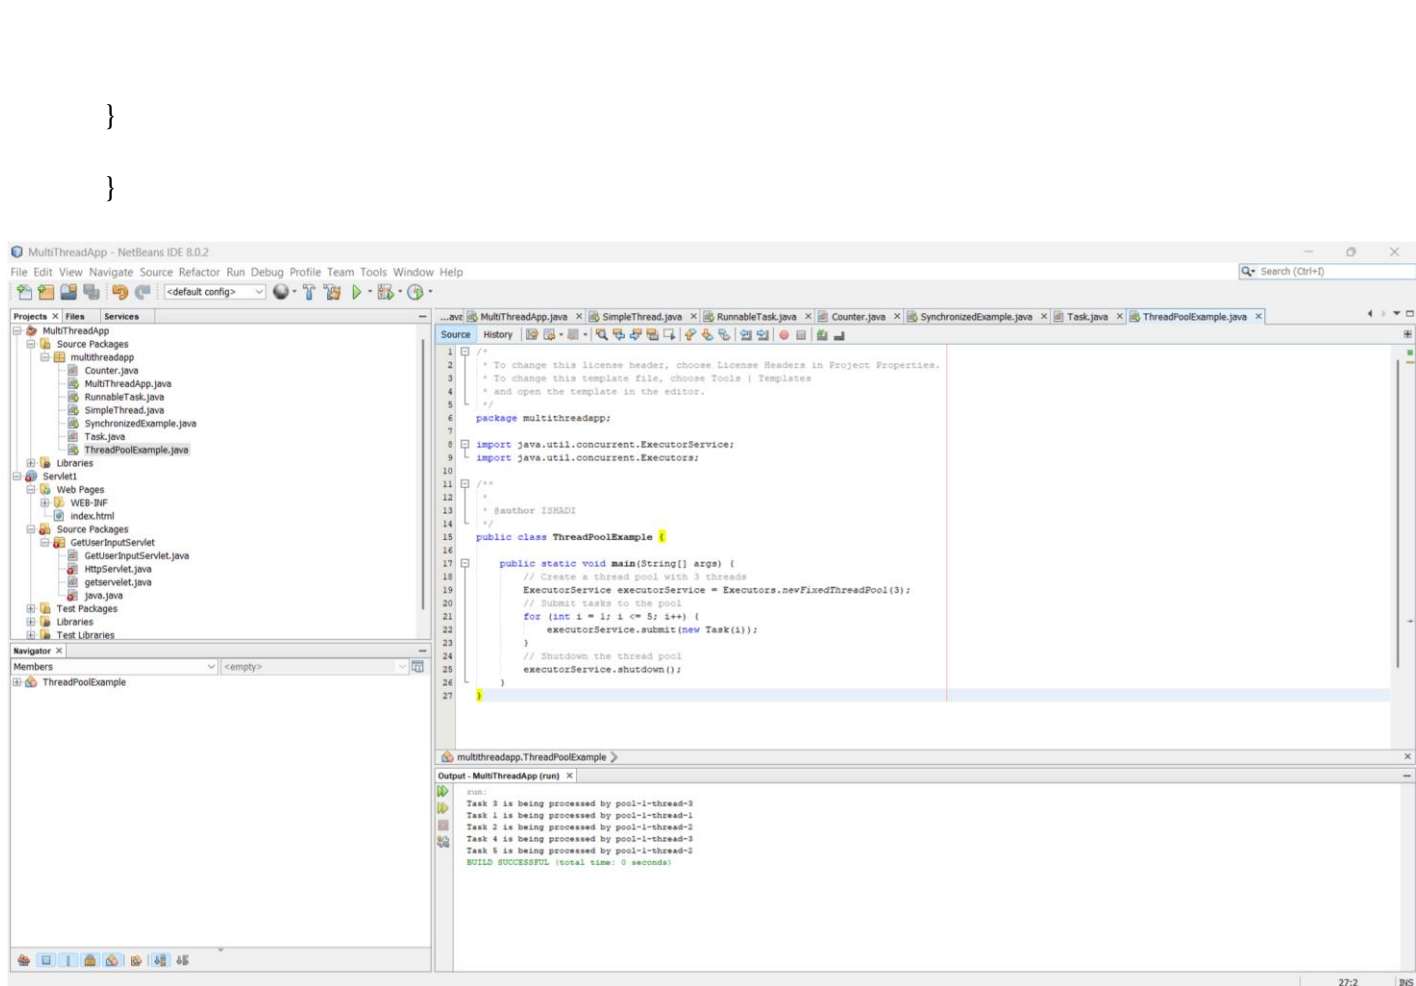 }
}
MultiThreadApp - NetBeans IDE 8.0.2
File Edit View Navigate Source Refactor Run Debug Profile Team Tools Window Help
Search (Ctrl+I)
<default config>
Projects × Files Services
MultiThreadApp
Source Packages
multithreadapp
Counter.java
MultiThreadApp.java
RunnableTask.java
SimpleThread.java
SynchronizedExample.java
Task.java
ThreadPoolExample.java
Libraries
Servlet1
Web Pages
WEB-INF
index.html
Source Packages
GetUserInputServlet
GetUserInputServlet.java
HttpServlet.java
getservelet.java
java.java
Test Packages
Libraries
Test Libraries
Navigator ×
Members <empty>
ThreadPoolExample
...ave MultiThreadApp.java × SimpleThread.java × RunnableTask.java × Counter.java × SynchronizedExample.java × Task.java × ThreadPoolExample.java ×
Source History
1 /*
2 * To change this license header, choose License Headers in Project Properties.
3 * To change this template file, choose Tools | Templates
4 * and open the template in the editor.
5 */
6 package multithreadapp;
7
8 import java.util.concurrent.ExecutorService;
9 import java.util.concurrent.Executors;
10
11 /**
12 *
13 * @author ISHADI
14 */
15 public class ThreadPoolExample {
16
17 public static void main(String[] args) {
18 // Create a thread pool with 3 threads
19 ExecutorService executorService = Executors.newFixedThreadPool(3);
20 // Submit tasks to the pool
21 for (int i = 1; i <= 5; i++) {
22 executorService.submit(new Task(i));
23 }
24 // Shutdown the thread pool
25 executorService.shutdown();
26 }
27 }
multithreadapp.ThreadPoolExample
Output - MultiThreadApp (run) ×
run:
Task 3 is being processed by pool-1-thread-3
Task 1 is being processed by pool-1-thread-1
Task 2 is being processed by pool-1-thread-2
Task 4 is being processed by pool-1-thread-3
Task 5 is being processed by pool-1-thread-2
BUILD SUCCESSFUL (total time: 0 seconds)
27:2 INS